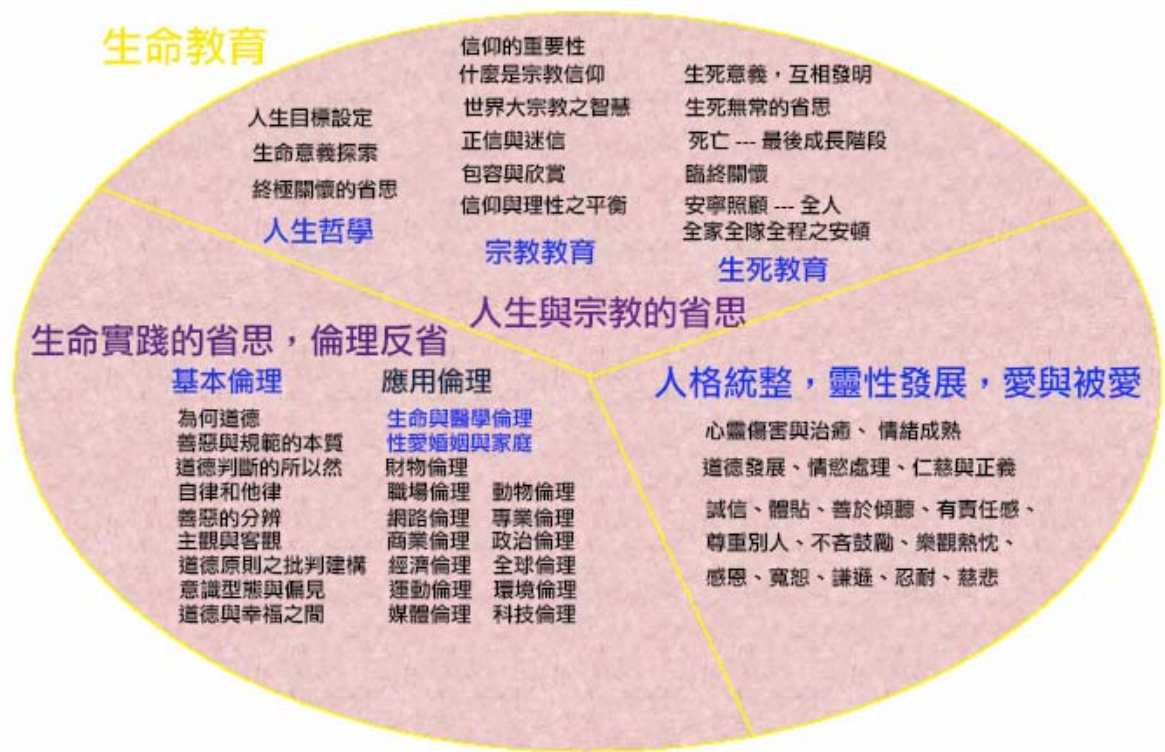 生命教育
人生目標設定
生命意義探索
終極關懷的省思
人生哲學
信仰的重要性
什麼是宗教信仰
世界大宗教之智慧
正信與迷信
包容與欣賞
信仰與理性之平衡
宗教教育
生死意義，互相發明
生死無常的省思
死亡 --- 最後成長階段
臨終關懷
安寧照顧 --- 全人
全家全隊全程之安頓
生死教育
人生與宗教的省思
生命實踐的省思，倫理反省
基本倫理
為何道德
善惡與規範的本質
道德判斷的所以然
自律和他律
善惡的分辨
主觀與客觀
道德原則之批判建構
意識型態與偏見
道德與幸福之間
應用倫理
生命與醫學倫理
性愛婚姻與家庭
財物倫理
職場倫理 動物倫理
網路倫理 專業倫理
商業倫理 政治倫理
經濟倫理 全球倫理
運動倫理 環境倫理
媒體倫理 科技倫理
人格統整，靈性發展，愛與被愛
心靈傷害與治癒、 情緒成熟
道德發展、情慾處理、仁慈與正義
誠信、體貼、善於傾聽、有責任感、
尊重別人、不吝鼓勵、樂觀熱忱、
感恩、寬恕、謙遜、忍耐、慈悲